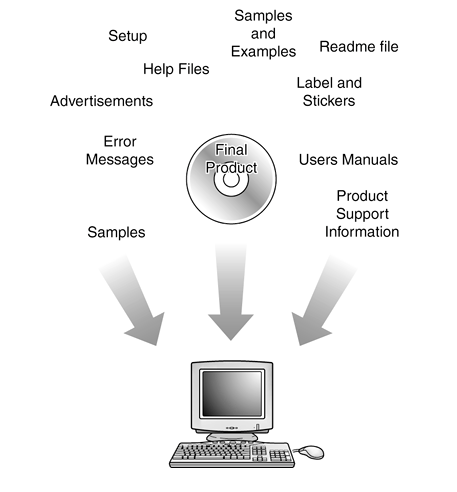 Samples
and
Examples
Setup
Readme file
Help Files
Label and
Stickers
Advertisements
Error
Messages
Final
Product
Users Manuals
Product
Support
Information
Samples